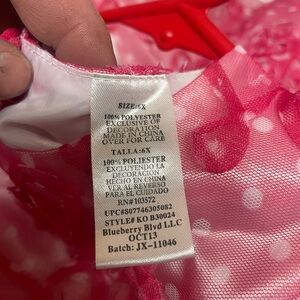 SIZE:6X
100% POLYESTER
EXCLUSIVE OF
DECORATION
MADE IN CHINA
OVER FOR CARE
TALLA:6X
100% POLIESTER
EXCLUYENDO LA
DECORACION
HECHO EN CHINA
VER AL REVERSO
PARA EL CUIDADO
RN#103572
UPC#807746305082
STYLE# KO B30024
Blueberry Blvd LLC
OCT13
Batch: JX-11046